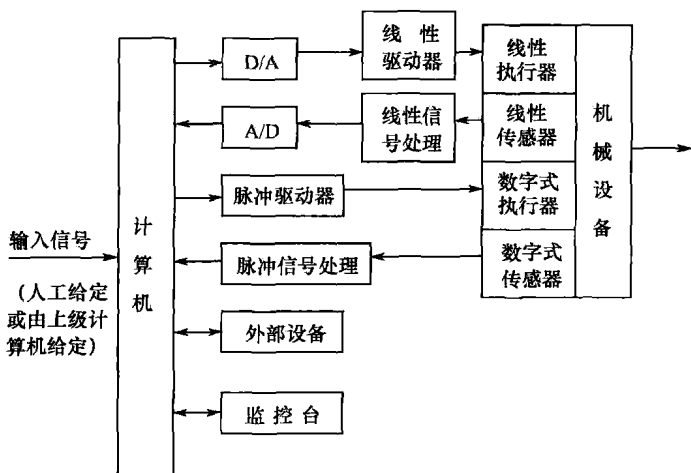 线性
驱动器
D/A
线性
执行器
A/D
线性信
号处理
线性
传感器
机械设备
脉冲驱动器
数字式
执行器
输入信号
计算机
脉冲信号处理
数字式
传感器
(人工给定
或由上级计
算机给定)
外部设备
监控台